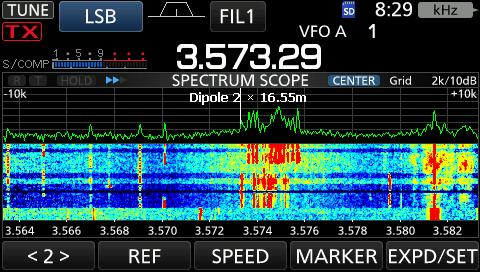 TUNE LSB FIL1 SD 8:29 kHz
TX VFO A 1
S/COMP 1 • 5 • 9 3.573.29
R T HOLD SPECTRUM SCOPE CENTER Grid 2k/10dB
-10k Dipole 2 × 16.55m +10k
3.564 3.566 3.568 3.570 3.572 3.574 3.576 3.578 3.580 3.582
< 2 > REF SPEED MARKER EXPD/SET